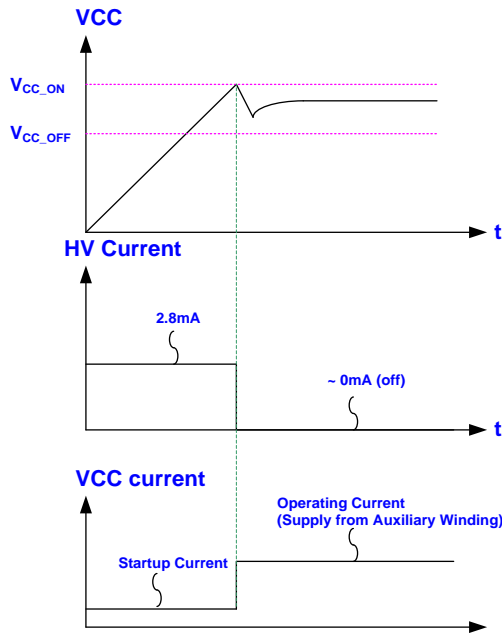 VCC
VCC_ON
VCC_OFF
t
HV Current
2.8mA
~ 0mA (off)
t
VCC current
Operating Current
(Supply from Auxiliary Winding)
Startup Current